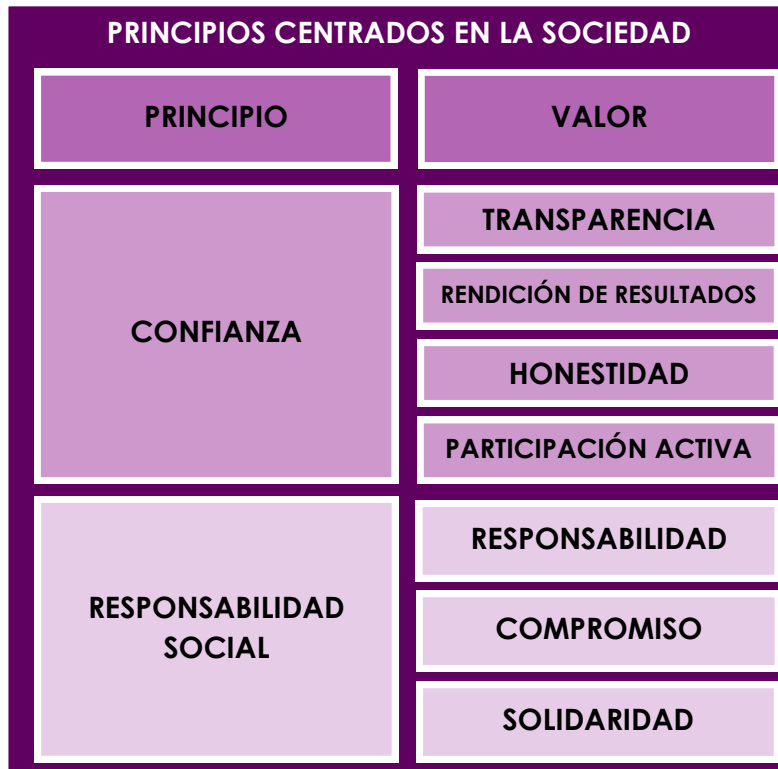 PRINCIPIOS CENTRADOS EN LA SOCIEDAD
PRINCIPIO
VALOR
CONFIANZA
TRANSPARENCIA
RENDICIÓN DE RESULTADOS
HONESTIDAD
PARTICIPACIÓN ACTIVA
RESPONSABILIDAD
SOCIAL
RESPONSABILIDAD
COMPROMISO
SOLIDARIDAD